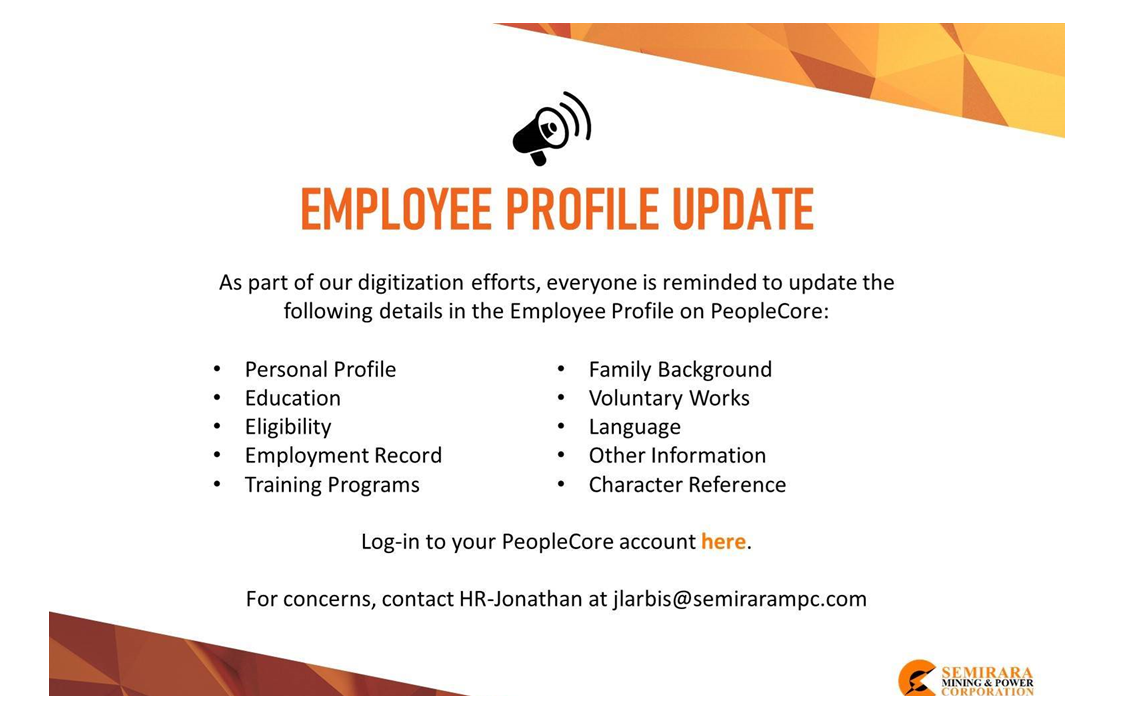 EMPLOYEE PROFILE UPDATE
As part of our digitization efforts, everyone is reminded to update the
following details in the Employee Profile on PeopleCore:
• Personal Profile
• Education
• Eligibility
• Employment Record
• Training Programs
• Family Background
• Voluntary Works
• Language
• Other Information
• Character Reference
Log-in to your PeopleCore account here.
For concerns, contact HR-Jonathan at jlarbis@semirarampc.com
SEMIRARA
MINING & POWER
CORPORATION